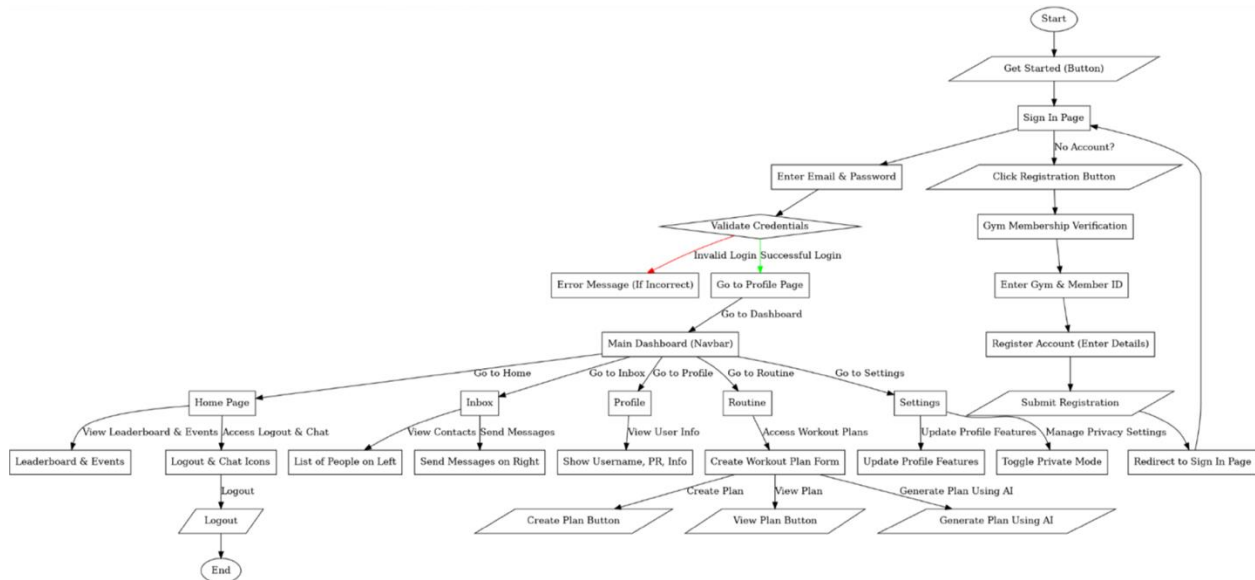 Start
Get Started (Button)
Sign In Page
No Account?
Enter Email & Password
Click Registration Button
Validate Credentials
Gym Membership Verification
Invalid Login
Successful Login
Error Message (If Incorrect)
Go to Profile Page
Enter Gym & Member ID
Go to Dashboard
Main Dashboard (Navbar)
Register Account (Enter Details)
Go to Home
Go to Inbox
Go to Profile
Go to Routine
Go to Settings
Home Page
Inbox
Profile
Routine
Settings
Submit Registration
View Leaderboard & Events
Access Logout & Chat
View Contacts
Send Messages
View User Info
Access Workout Plans
Update Profile Features
Manage Privacy Settings
Leaderboard & Events
Logout & Chat Icons
List of People on Left
Send Messages on Right
Show Username, PR, Info
Create Workout Plan Form
Update Profile Features
Toggle Private Mode
Redirect to Sign In Page
Logout
Create Plan
View Plan
Generate Plan Using AI
Logout
Create Plan Button
View Plan Button
Generate Plan Using AI
End